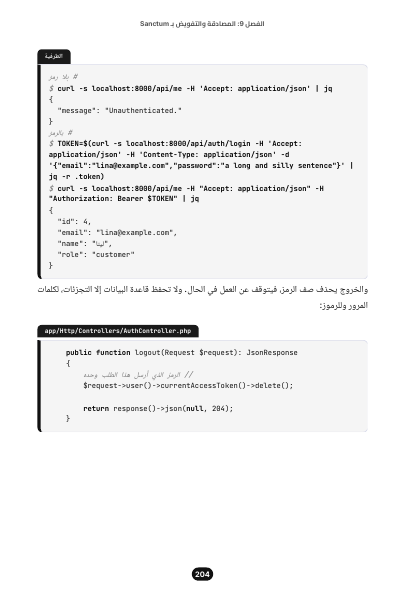 الفصل 9: المصادقة والتفويض بـ Sanctum
الطرفية
# بلا رمز
$ curl -s localhost:8000/api/me -H 'Accept: application/json' | jq
{
  "message": "Unauthenticated."
}
# بالرمز
$ TOKEN=$(curl -s localhost:8000/api/auth/login -H 'Accept:
application/json' -H 'Content-Type: application/json' -d
'{"email":"lina@example.com","password":"a long and silly sentence"}' |
jq -r .token)
$ curl -s localhost:8000/api/me -H "Accept: application/json" -H
"Authorization: Bearer $TOKEN" | jq
{
  "id": 4,
  "email": "lina@example.com",
  "name": "لينا",
  "role": "customer"
}
والخروج يحذف صف الرمز، فيتوقف عن العمل في الحال. ولا تحفظ قاعدة البيانات إلا التجزئات، لكلمات
المرور وللرموز:
app/Http/Controllers/AuthController.php
    public function logout(Request $request): JsonResponse
    {
        // الرمز الذي أرسل هذا الطلب وحده
        $request->user()->currentAccessToken()->delete();
        return response()->json(null, 204);
    }
204